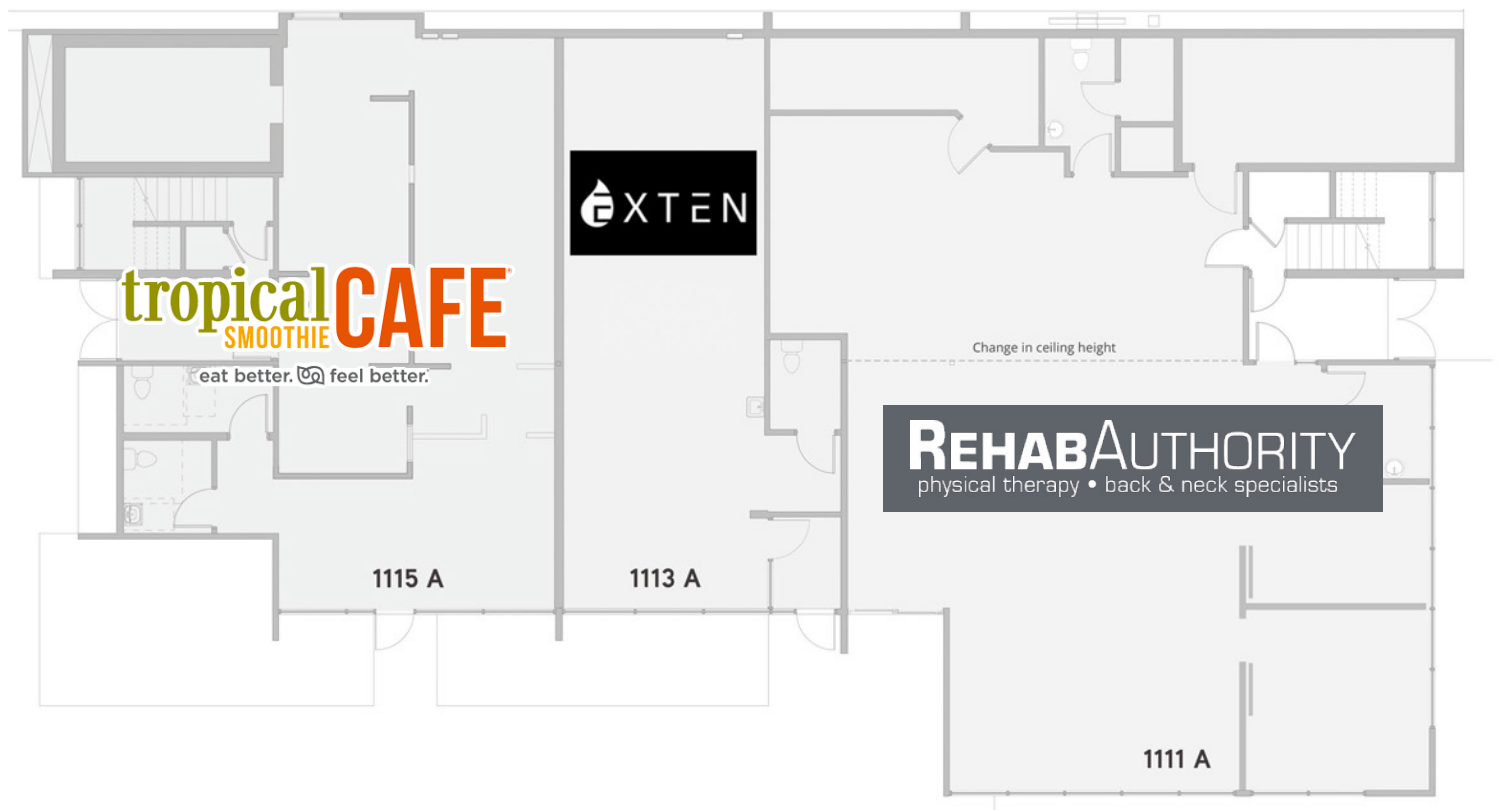 EXTEN
tropical CAFE®
SMOOTHIE
eat better. feel better.
Change in ceiling height
REHABAUTHORITY
physical therapy • back & neck specialists
1115 A
1113 A
1111 A